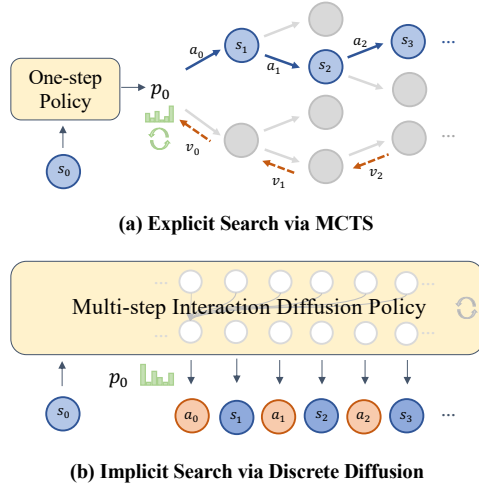 a₀ s₁ a₁ s₂ a₂ s₃ ...
One-step
Policy
p₀
s₀
v₀ v₁ v₂ ...
(a) Explicit Search via MCTS
... ...
Multi-step Interaction Diffusion Policy
... ...
p₀
s₀ a₀ s₁ a₁ s₂ a₂ s₃ ...
(b) Implicit Search via Discrete Diffusion